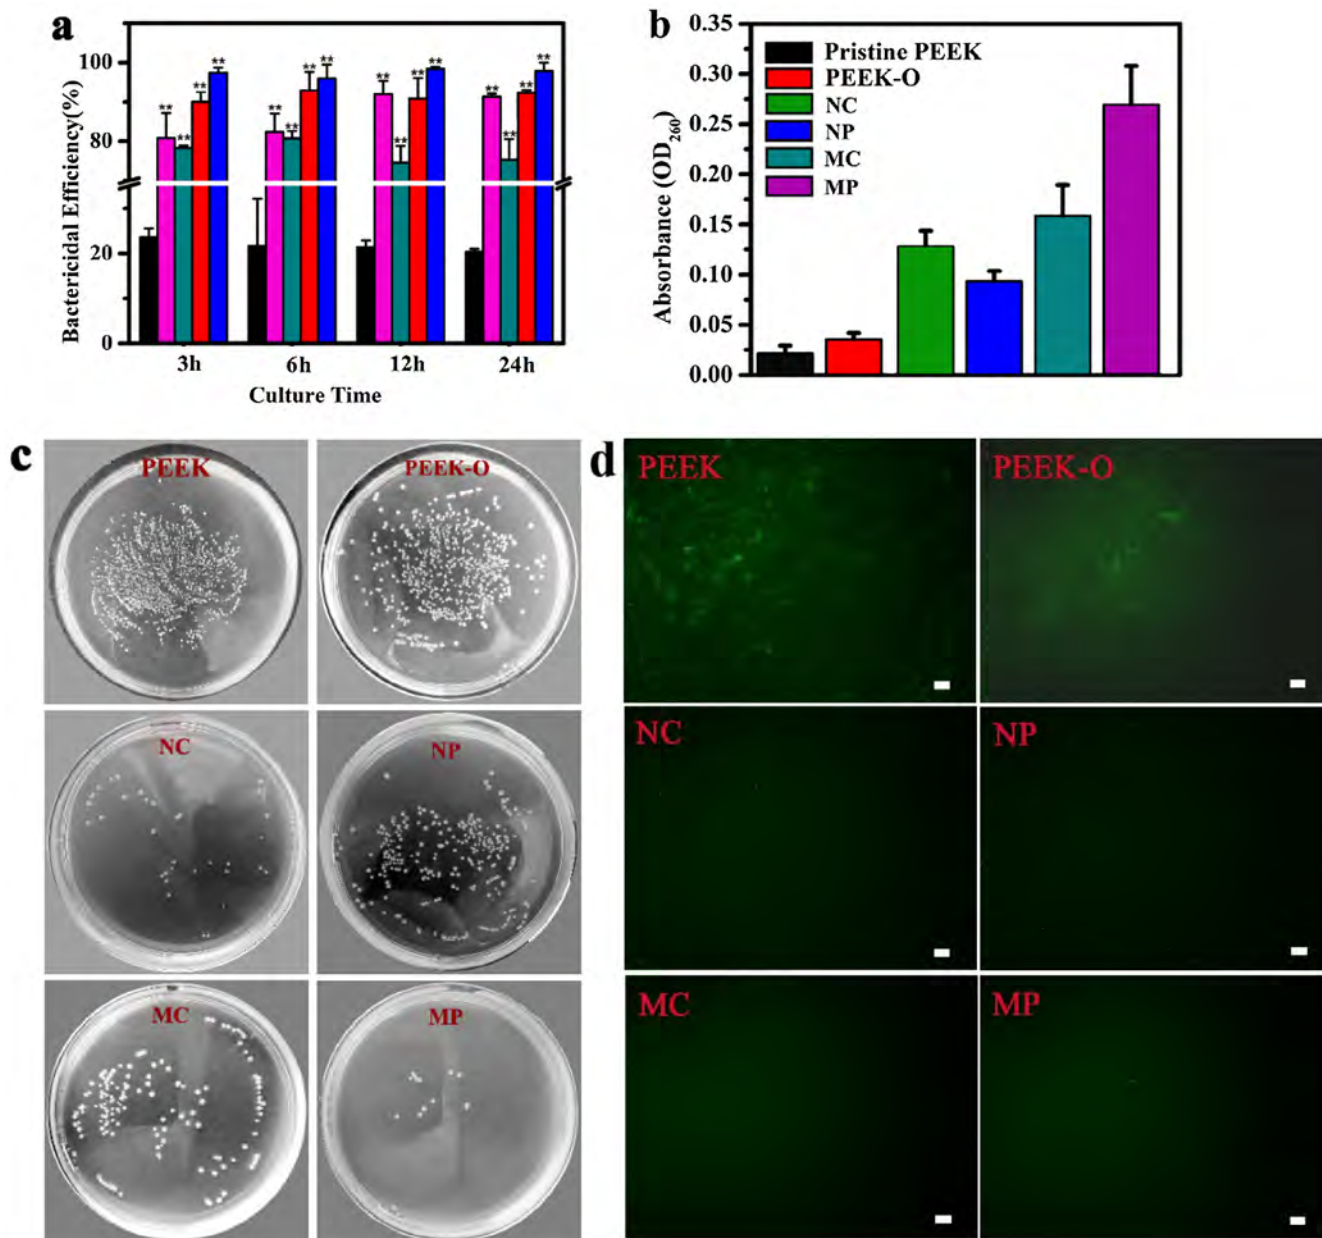 a
Bactericidal Efficiency(%)
100
80
20
0
** ** ** **
** ** ** **
** ** ** **
** ** ** **
3h 6h 12h 24h
Culture Time
b
Absorbance (OD260)
0.35
0.30
0.25
0.20
0.15
0.10
0.05
0.00
Pristine PEEK
PEEK-O
NC
NP
MC
MP
c
PEEK
PEEK-O
NC
NP
MC
MP
d
PEEK
PEEK-O
NC
NP
MC
MP